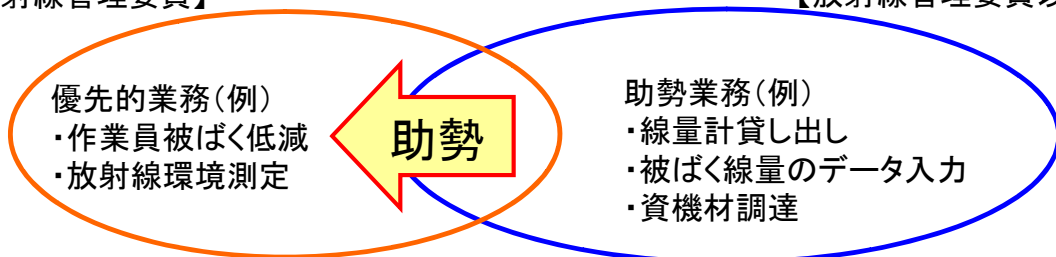 射線管理要員】
【放射線管理要員以
優先的業務(例)
・作業員被ばく低減
・放射線環境測定
助勢
助勢業務(例)
・線量計貸し出し
・被ばく線量のデータ入力
・資機材調達